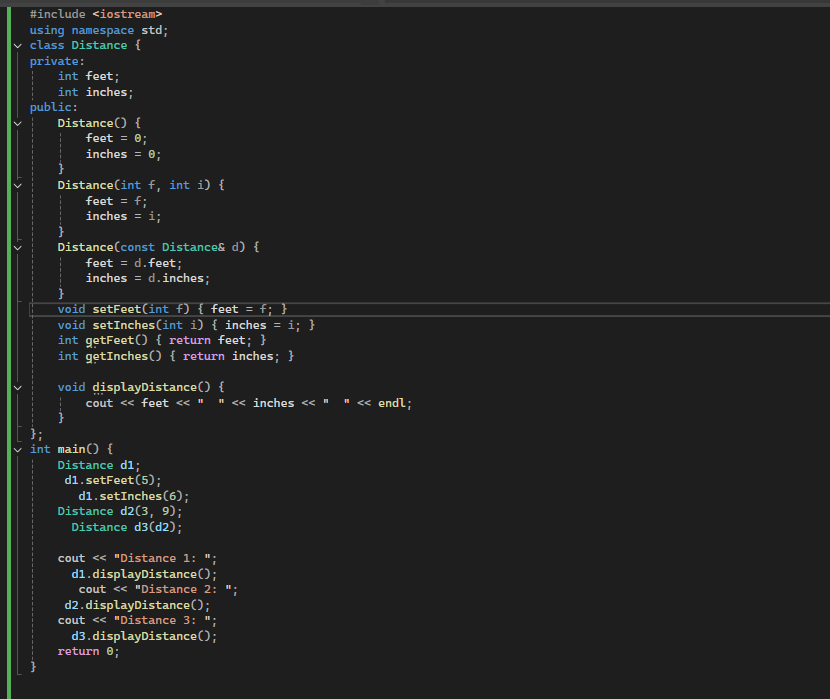 #include <iostream>
using namespace std;
class Distance {
private:
    int feet;
    int inches;
public:
    Distance() {
        feet = 0;
        inches = 0;
    }
    Distance(int f, int i) {
        feet = f;
        inches = i;
    }
    Distance(const Distance& d) {
        feet = d.feet;
        inches = d.inches;
    }
    void setFeet(int f) { feet = f; }
    void setInches(int i) { inches = i; }
    int getFeet() { return feet; }
    int getInches() { return inches; }

    void displayDistance() {
        cout << feet << "  " << inches << "  " << endl;
    }
};
int main() {
    Distance d1;
     d1.setFeet(5);
       d1.setInches(6);
    Distance d2(3, 9);
      Distance d3(d2);

    cout << "Distance 1: ";
      d1.displayDistance();
       cout << "Distance 2: ";
     d2.displayDistance();
    cout << "Distance 3: ";
      d3.displayDistance();
    return 0;
}